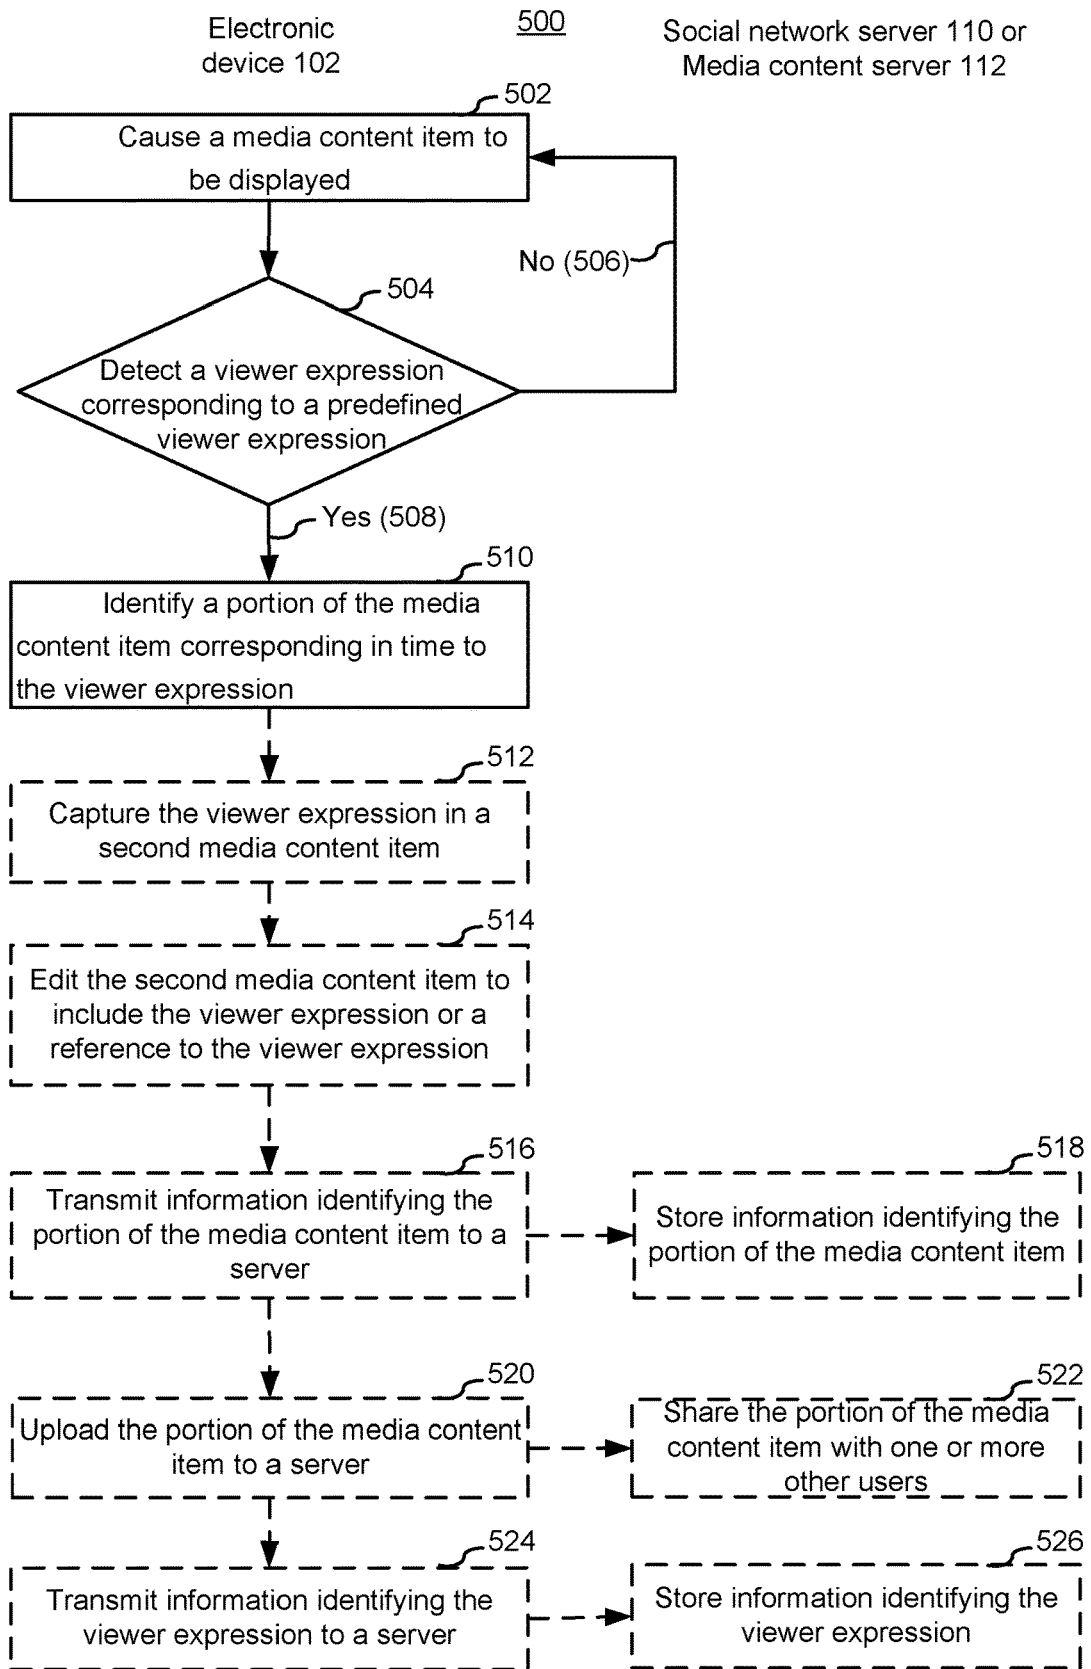 500
Electronic
device 102
Social network server 110 or
Media content server 112
502
Cause a media content item to
be displayed
No (506)
504
Detect a viewer expression
corresponding to a predefined
viewer expression
Yes (508)
510
Identify a portion of the media
content item corresponding in time to
the viewer expression
512
Capture the viewer expression in a
second media content item
514
Edit the second media content item to
include the viewer expression or a
reference to the viewer expression
516
Transmit information identifying the
portion of the media content item to a
server
518
Store information identifying the
portion of the media content item
520
Upload the portion of the media content
item to a server
522
Share the portion of the media
content item with one or more
other users
524
Transmit information identifying the
viewer expression to a server
526
Store information identifying the
viewer expression